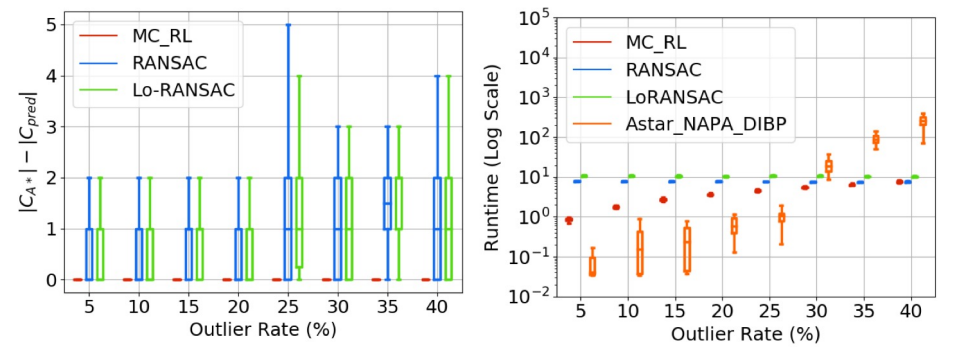 |C_{A*}| − |C_{pred}|
5
4
3
2
1
0
MC_RL
RANSAC
Lo-RANSAC
5 10 15 20 25 30 35 40
Outlier Rate (%)
Runtime (Log Scale)
10^5
10^4
10^3
10^2
10^1
10^0
10^{−1}
10^{−2}
MC_RL
RANSAC
LoRANSAC
Astar_NAPA_DIBP
5 10 15 20 25 30 35 40
Outlier Rate (%)